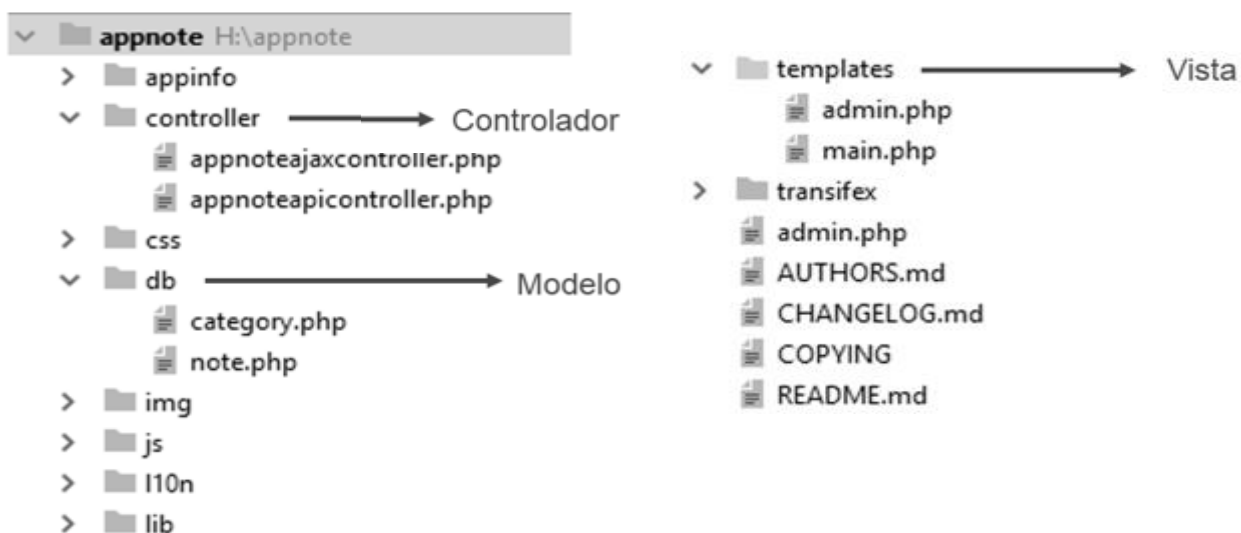 appnote H:\appnote
appinfo
controller
Controlador
appnoteajaxcontroller.php
appnoteapicontroller.php
css
db
Modelo
category.php
note.php
img
js
l10n
lib
templates
Vista
admin.php
main.php
transifex
admin.php
AUTHORS.md
CHANGELOG.md
COPYING
README.md